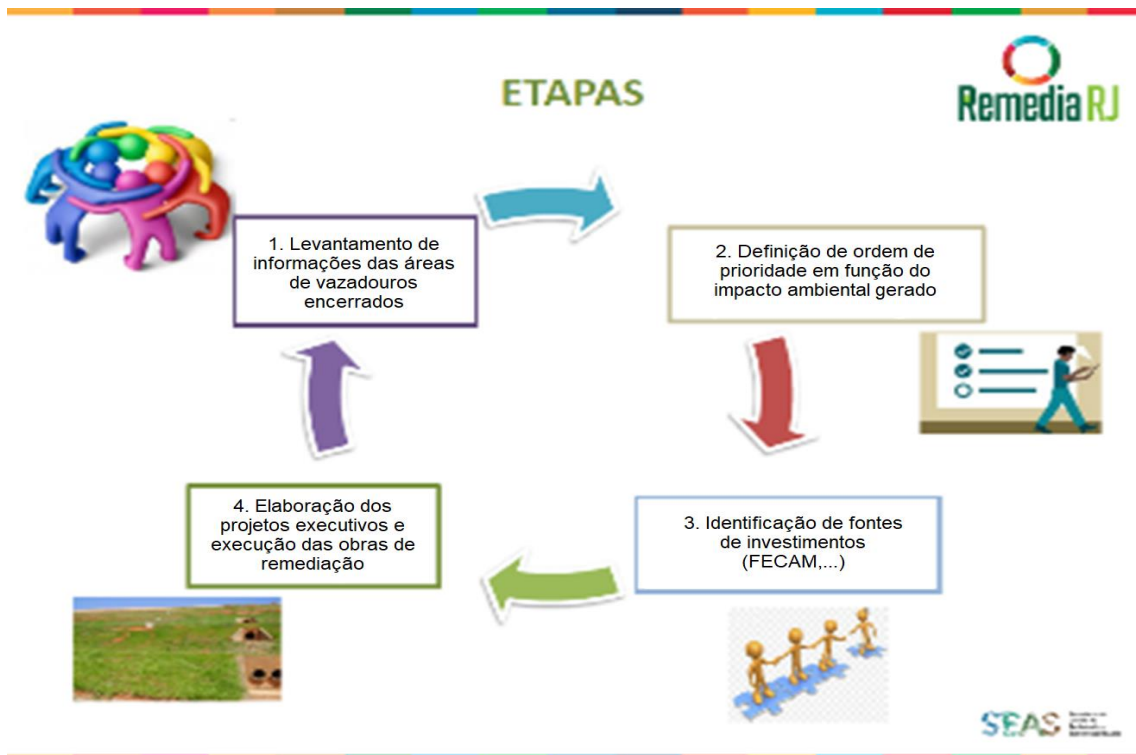 ETAPAS
Remedia RJ
1. Levantamento de
informações das áreas
de vazadouros
encerrados
2. Definição de ordem de
prioridade em função do
impacto ambiental gerado
3. Identificação de fontes
de investimentos
(FECAM,...)
4. Elaboração dos
projetos executivos e
execução das obras de
remediação
SEAS